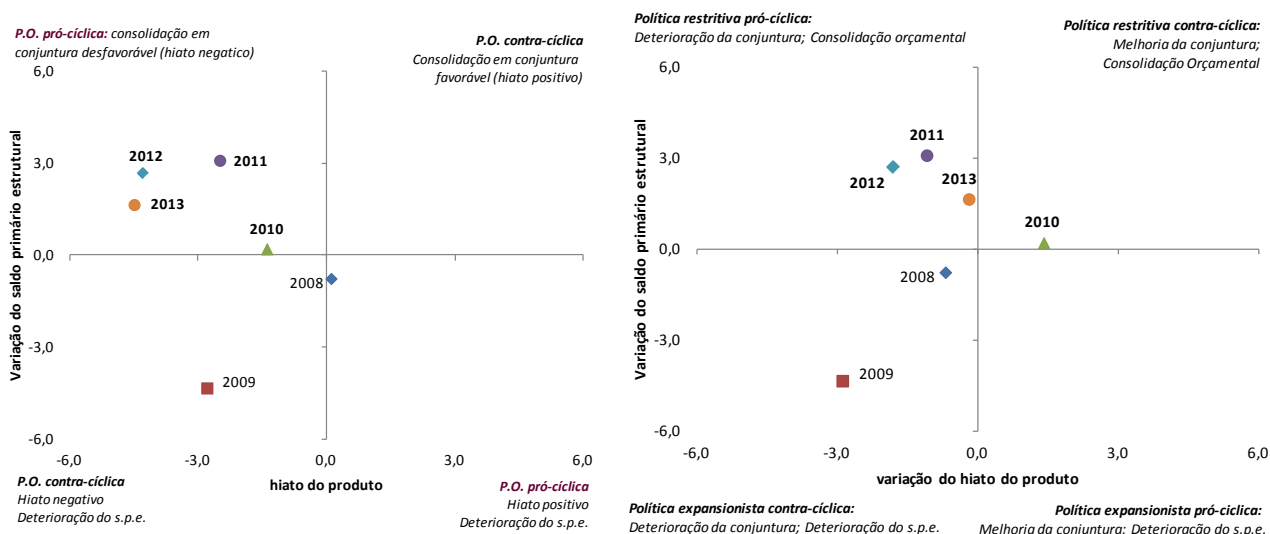 P.O. pró-cíclica: consolidação em
conjuntura desfavorável (hiato negatico)
P.O. contra-cíclica
Consolidação em conjuntura
favorável (hiato positivo)
6,0
3,0
0,0
-3,0
-6,0
Variação do saldo primário estrutural
2012
2011
2013
2010
2008
2009
-6,0
-3,0
0,0
3,0
6,0
hiato do produto
P.O. contra-cíclica
Hiato negativo
Deterioração do s.p.e.
P.O. pró-cíclica
Hiato positivo
Deterioração do s.p.e.
Política restritiva pró-cíclica:
Deterioração da conjuntura; Consolidação orçamental
Política restritiva contra-cíclica:
Melhoria da conjuntura;
Consolidação Orçamental
6,0
3,0
0,0
-3,0
-6,0
Variação do saldo primário estrutural
2011
2012
2013
2010
2008
2009
-6,0
-3,0
0,0
3,0
6,0
variação do hiato do produto
Política expansionista contra-cíclica:
Deterioração da conjuntura; Deterioração do s.p.e.
Política expansionista pró-ciclica:
Melhoria da conjuntura; Deterioração do s.p.e.